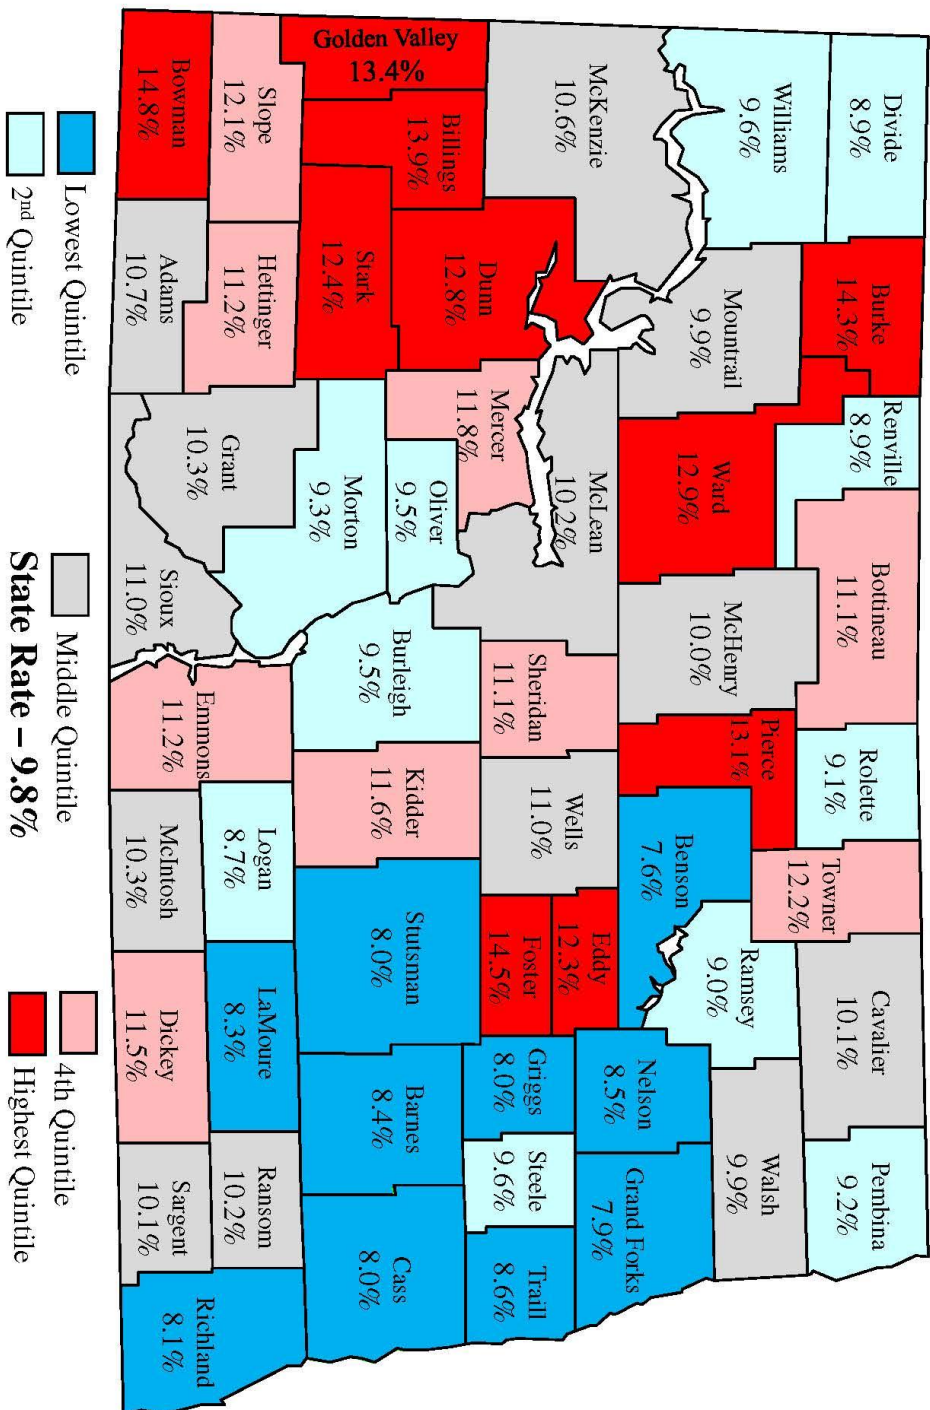 Divide
8.9%
Burke
14.3%
Renville
8.9%
Bottineau
11.1%
Rolette
9.1%
Towner
12.2%
Cavalier
10.1%
Pembina
9.2%
Williams
9.6%
Mountrail
9.9%
Ward
12.9%
McHenry
10.0%
Pierce
13.1%
Benson
7.6%
Ramsey
9.0%
Walsh
9.9%
McKenzie
10.6%
McLean
10.2%
Sheridan
11.1%
Wells
11.0%
Eddy
12.3%
Foster
14.5%
Nelson
8.5%
Grand Forks
7.9%
Golden Valley
13.4%
Billings
13.9%
Dunn
12.8%
Mercer
11.8%
Oliver
9.5%
Burleigh
9.5%
Kidder
11.6%
Stutsman
8.0%
Griggs
8.0%
Steele
9.6%
Traill
8.6%
Stark
12.4%
Morton
9.3%
Barnes
8.4%
Cass
8.0%
Slope
12.1%
Hettinger
11.2%
Grant
10.3%
Emmons
11.2%
Logan
8.7%
LaMoure
8.3%
Ransom
10.2%
Richland
8.1%
Bowman
14.8%
Adams
10.7%
Sioux
11.0%
McIntosh
10.3%
Dickey
11.5%
Sargent
10.1%
Lowest Quintile
2nd Quintile
Middle Quintile
4th Quintile
Highest Quintile
State Rate – 9.8%